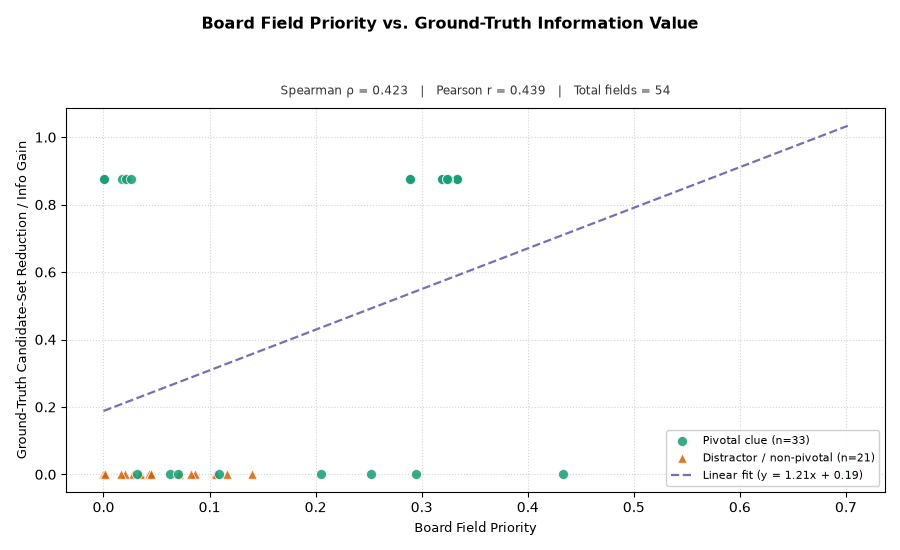 Board Field Priority vs. Ground-Truth Information Value
Spearman ρ = 0.423 | Pearson r = 0.439 | Total fields = 54
Ground-Truth Candidate-Set Reduction / Info Gain
1.0
0.8
0.6
0.4
0.2
0.0
Pivotal clue (n=33)
Distractor / non-pivotal (n=21)
Linear fit (y = 1.21x + 0.19)
0.0 0.1 0.2 0.3 0.4 0.5 0.6 0.7
Board Field Priority